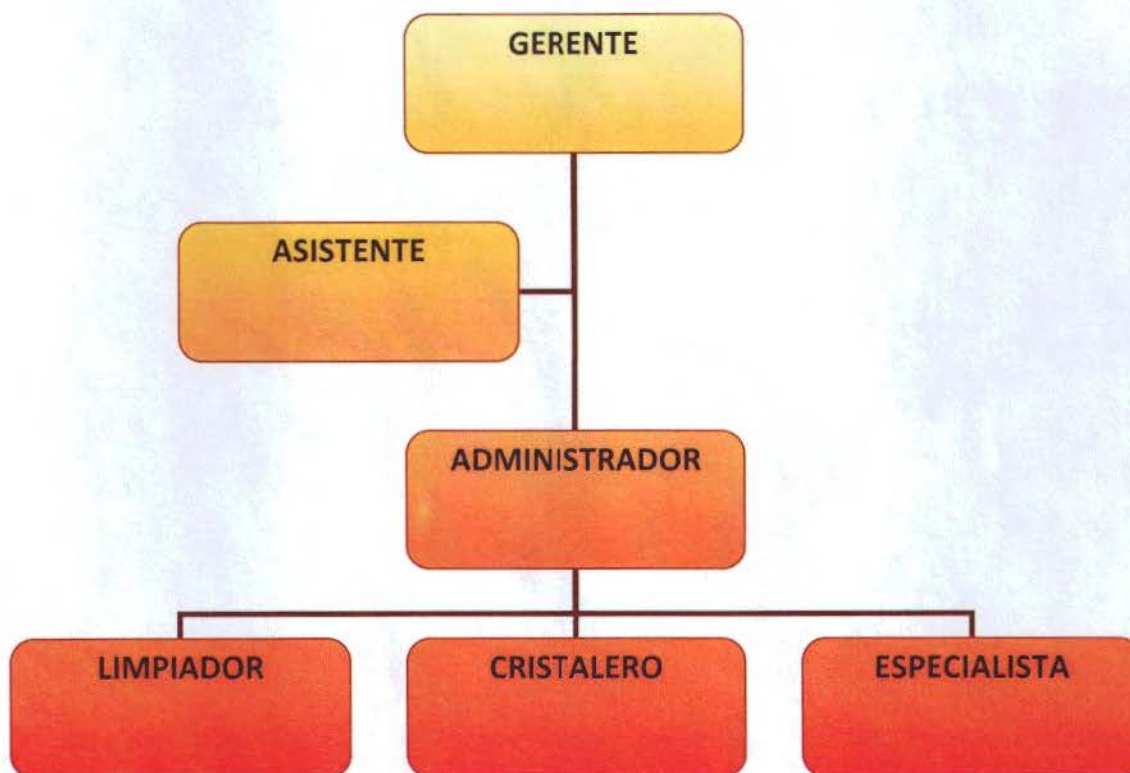 GERENTE
ASISTENTE
ADMINISTRADOR
LIMPIADOR
CRISTALERO
ESPECIALISTA